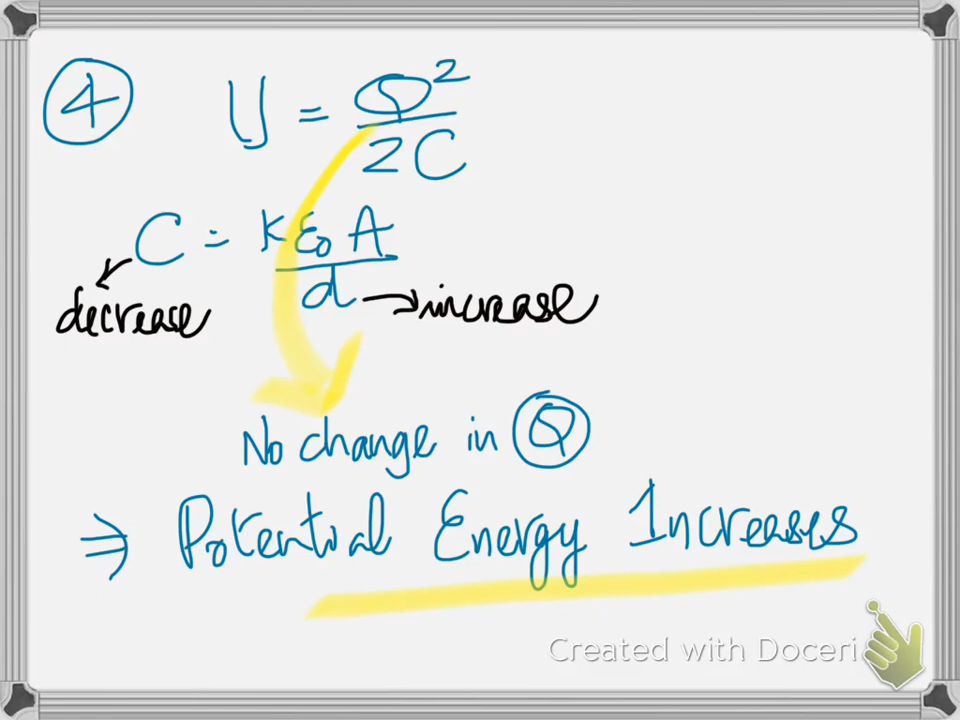 4 U = Q²/2C
C = kε₀A/d
decrease
increase
No change in Q
⇒ Potential Energy Increases
Created with Doceri